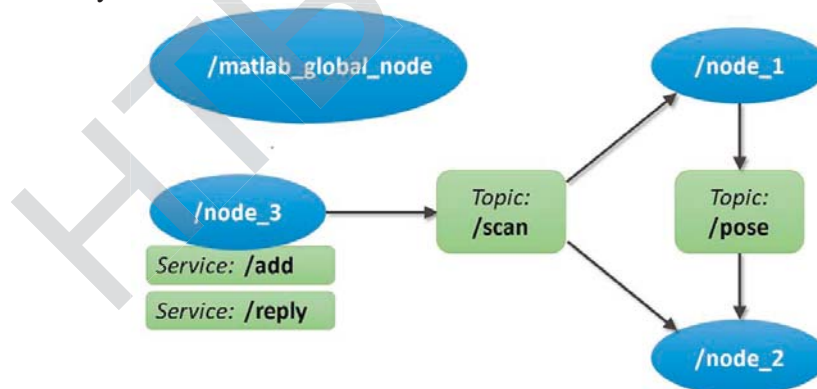 /matlab_global_node
/node_1
/node_3
Topic:
/scan
Topic:
/pose
Service: /add
Service: /reply
/node_2